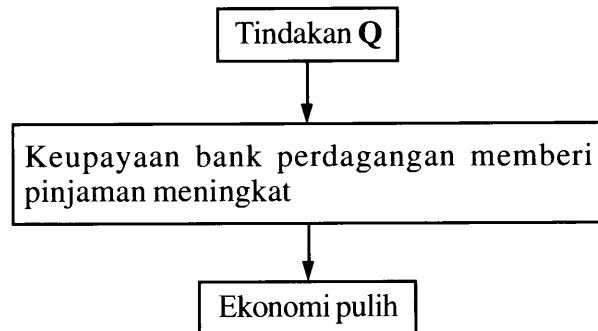 Tindakan Q
Keupayaan bank perdagangan memberi
pinjaman meningkat
Ekonomi pulih